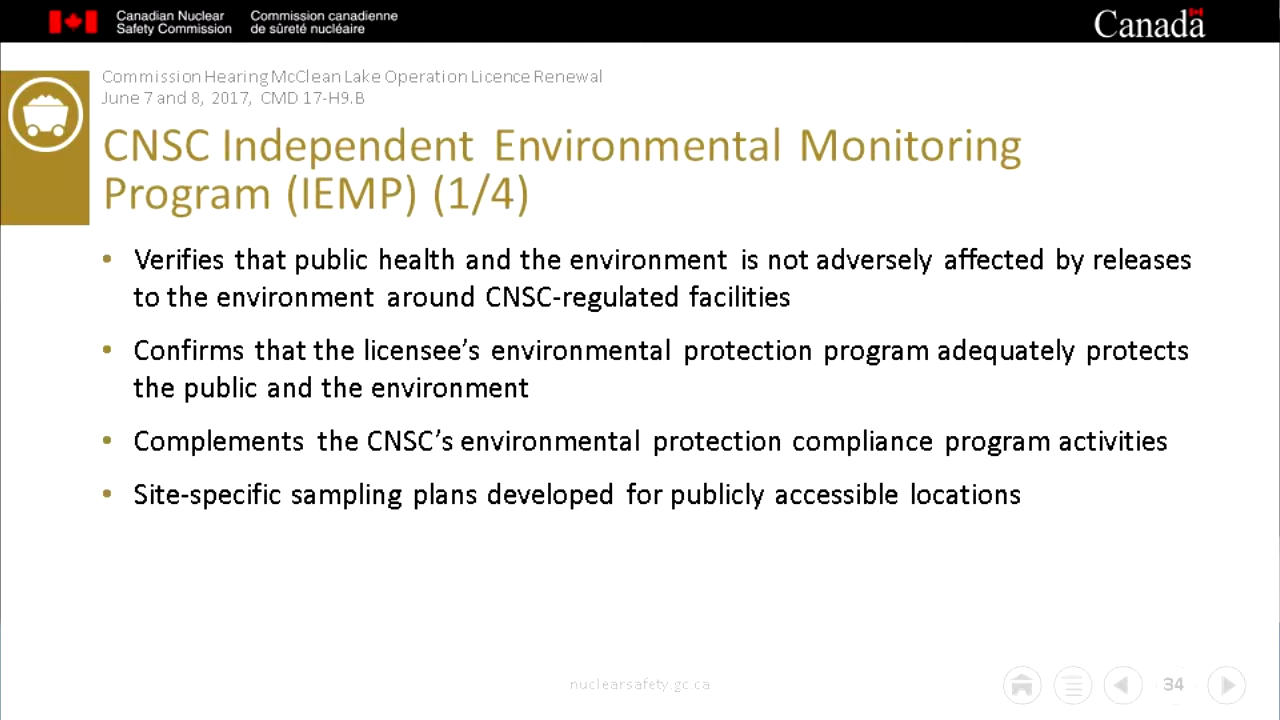 Canadian Nuclear Safety Commission
Commission canadienne de sûreté nucléaire
Canada
Commission Hearing McClean Lake Operation Licence Renewal
June 7 and 8, 2017, CMD 17-H9.B
CNSC Independent Environmental Monitoring
Program (IEMP) (1/4)
• Verifies that public health and the environment is not adversely affected by releases
to the environment around CNSC-regulated facilities
• Confirms that the licensee’s environmental protection program adequately protects
the public and the environment
• Complements the CNSC’s environmental protection compliance program activities
• Site-specific sampling plans developed for publicly accessible locations
nuclearsafety.gc.ca
34